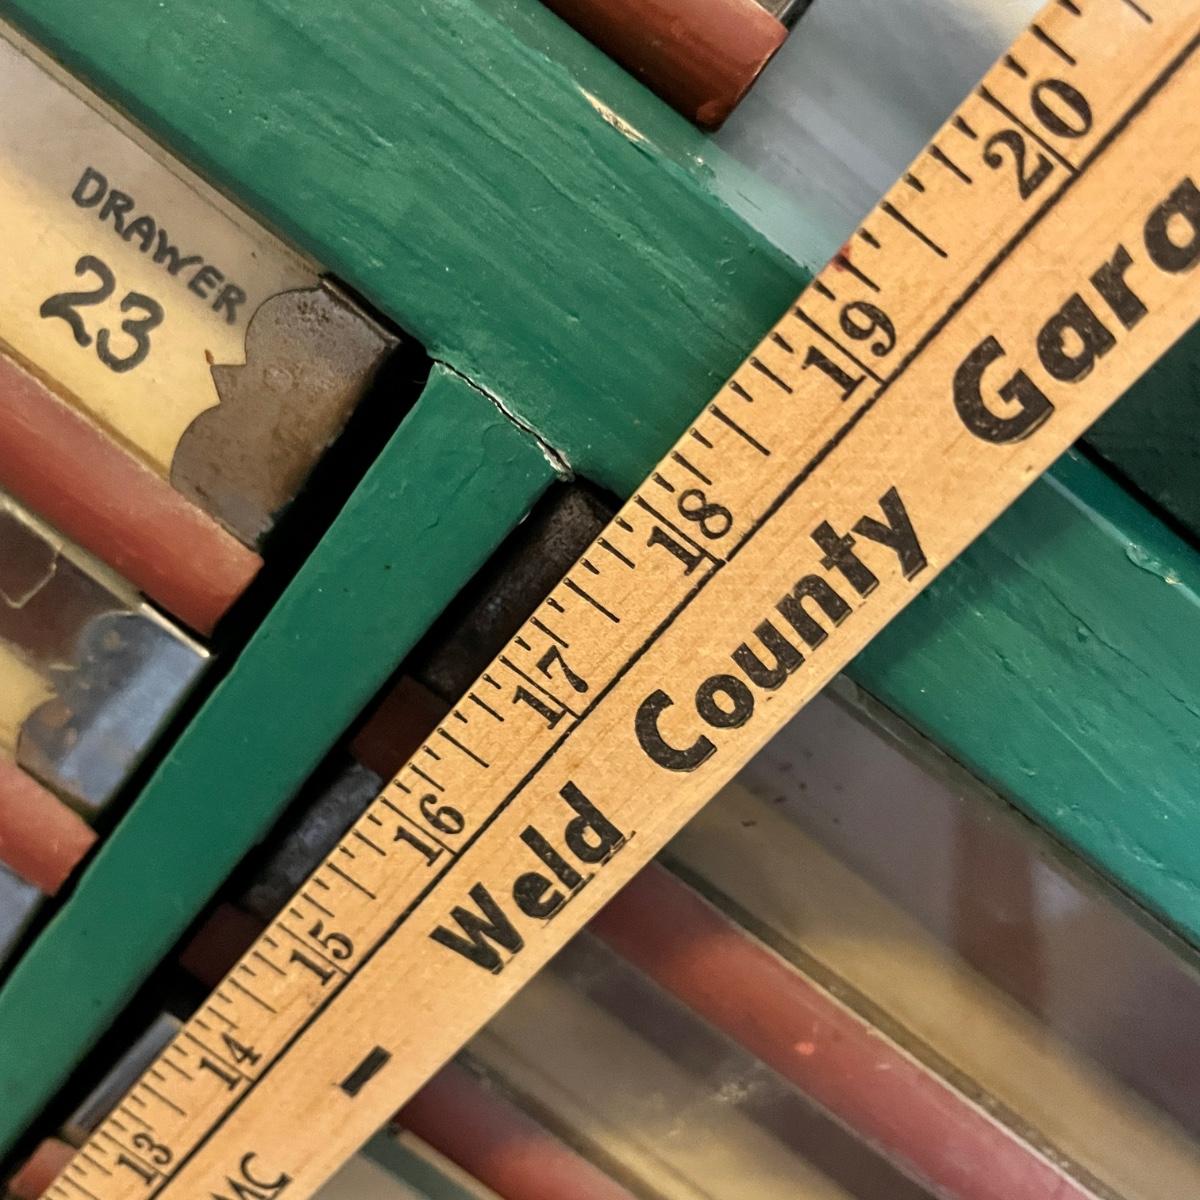 DRAWER
23
13 14 15 16 17 18 19 20
MC - Weld County Gara